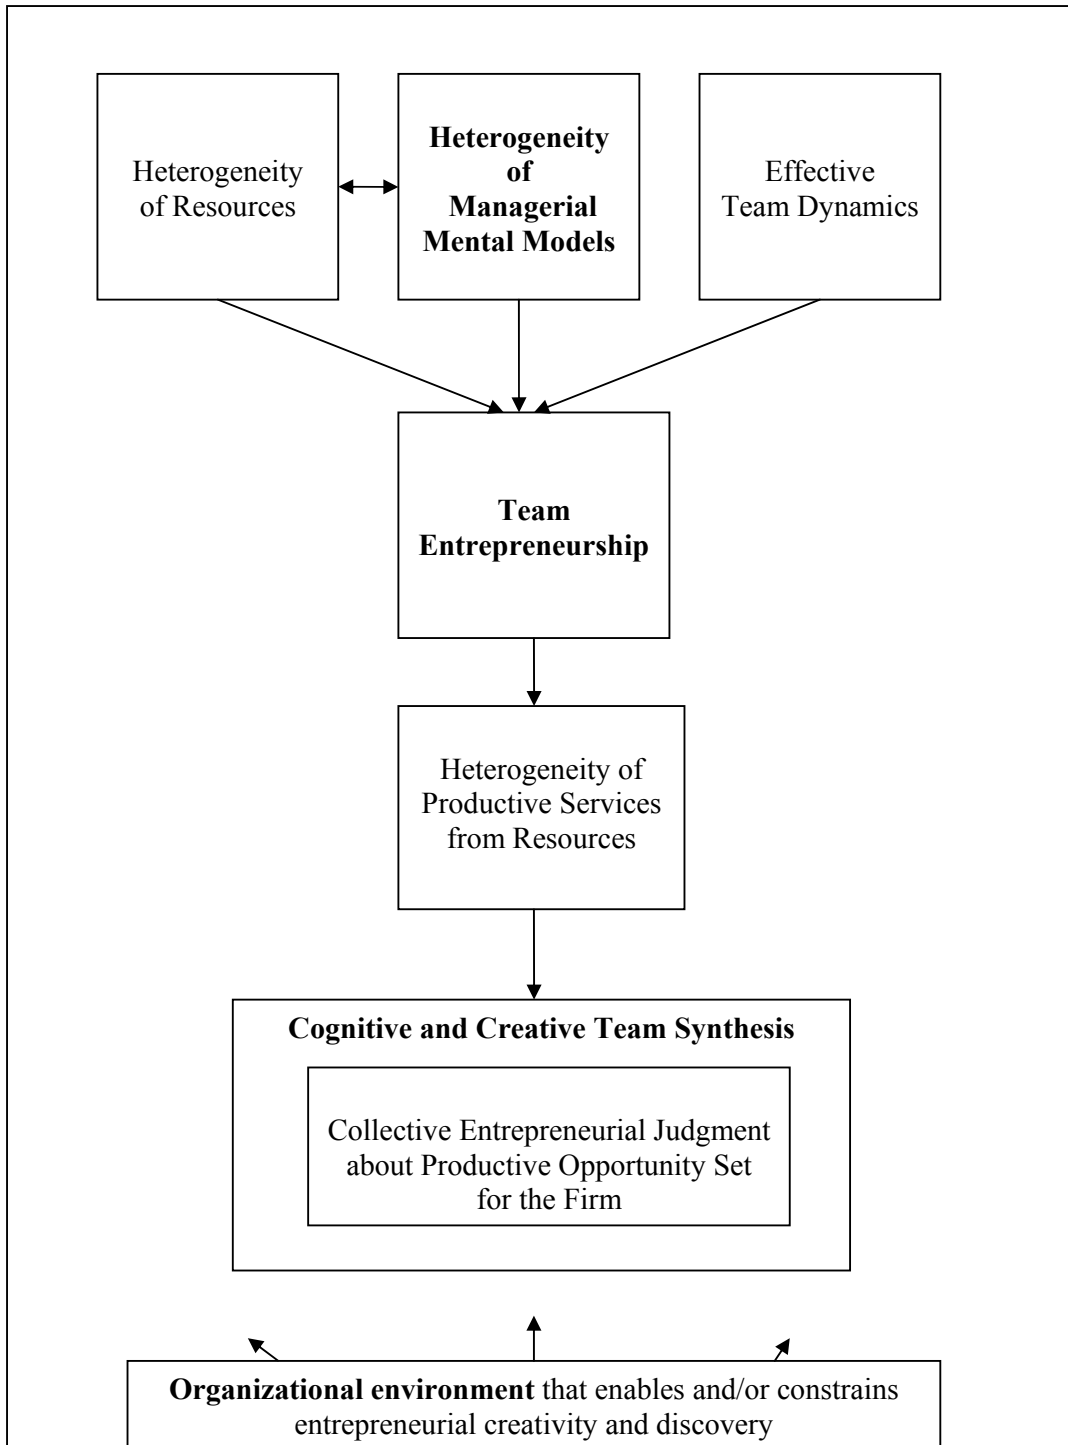 Heterogeneity
of Resources
Heterogeneity
of
Managerial
Mental Models
Effective
Team Dynamics
Team
Entrepreneurship
Heterogeneity of
Productive Services
from Resources
Cognitive and Creative Team Synthesis
Collective Entrepreneurial Judgment
about Productive Opportunity Set
for the Firm
Organizational environment that enables and/or constrains
entrepreneurial creativity and discovery